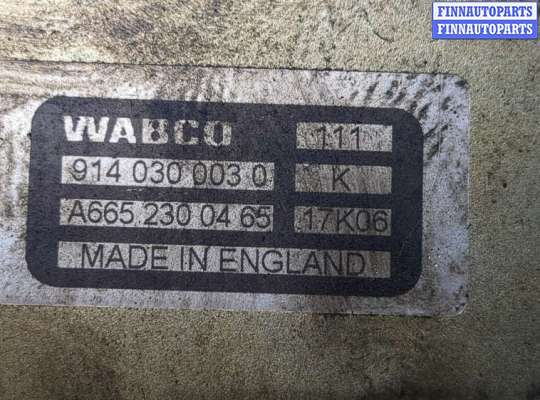 FINNAUTOPARTS
FINNAUTOPARTS
WABCO 111
914 030 003 0 K
A665 230 04 65 17K06
MADE IN ENGLAND